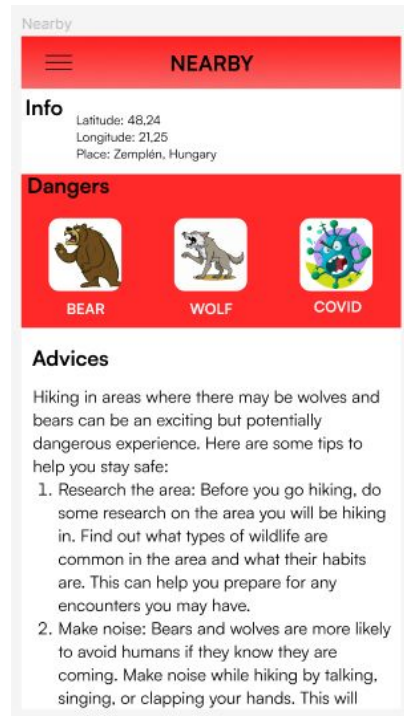 Nearby
NEARBY
Info
Latitude: 48,24
Longitude: 21,25
Place: Zemplén, Hungary
Dangers
BEAR
WOLF
COVID
Advices
Hiking in areas where there may be wolves and
bears can be an exciting but potentially
dangerous experience. Here are some tips to
help you stay safe:
1. Research the area: Before you go hiking, do
some research on the area you will be hiking
in. Find out what types of wildlife are
common in the area and what their habits
are. This can help you prepare for any
encounters you may have.
2. Make noise: Bears and wolves are more likely
to avoid humans if they know they are
coming. Make noise while hiking by talking,
singing, or clapping your hands. This will